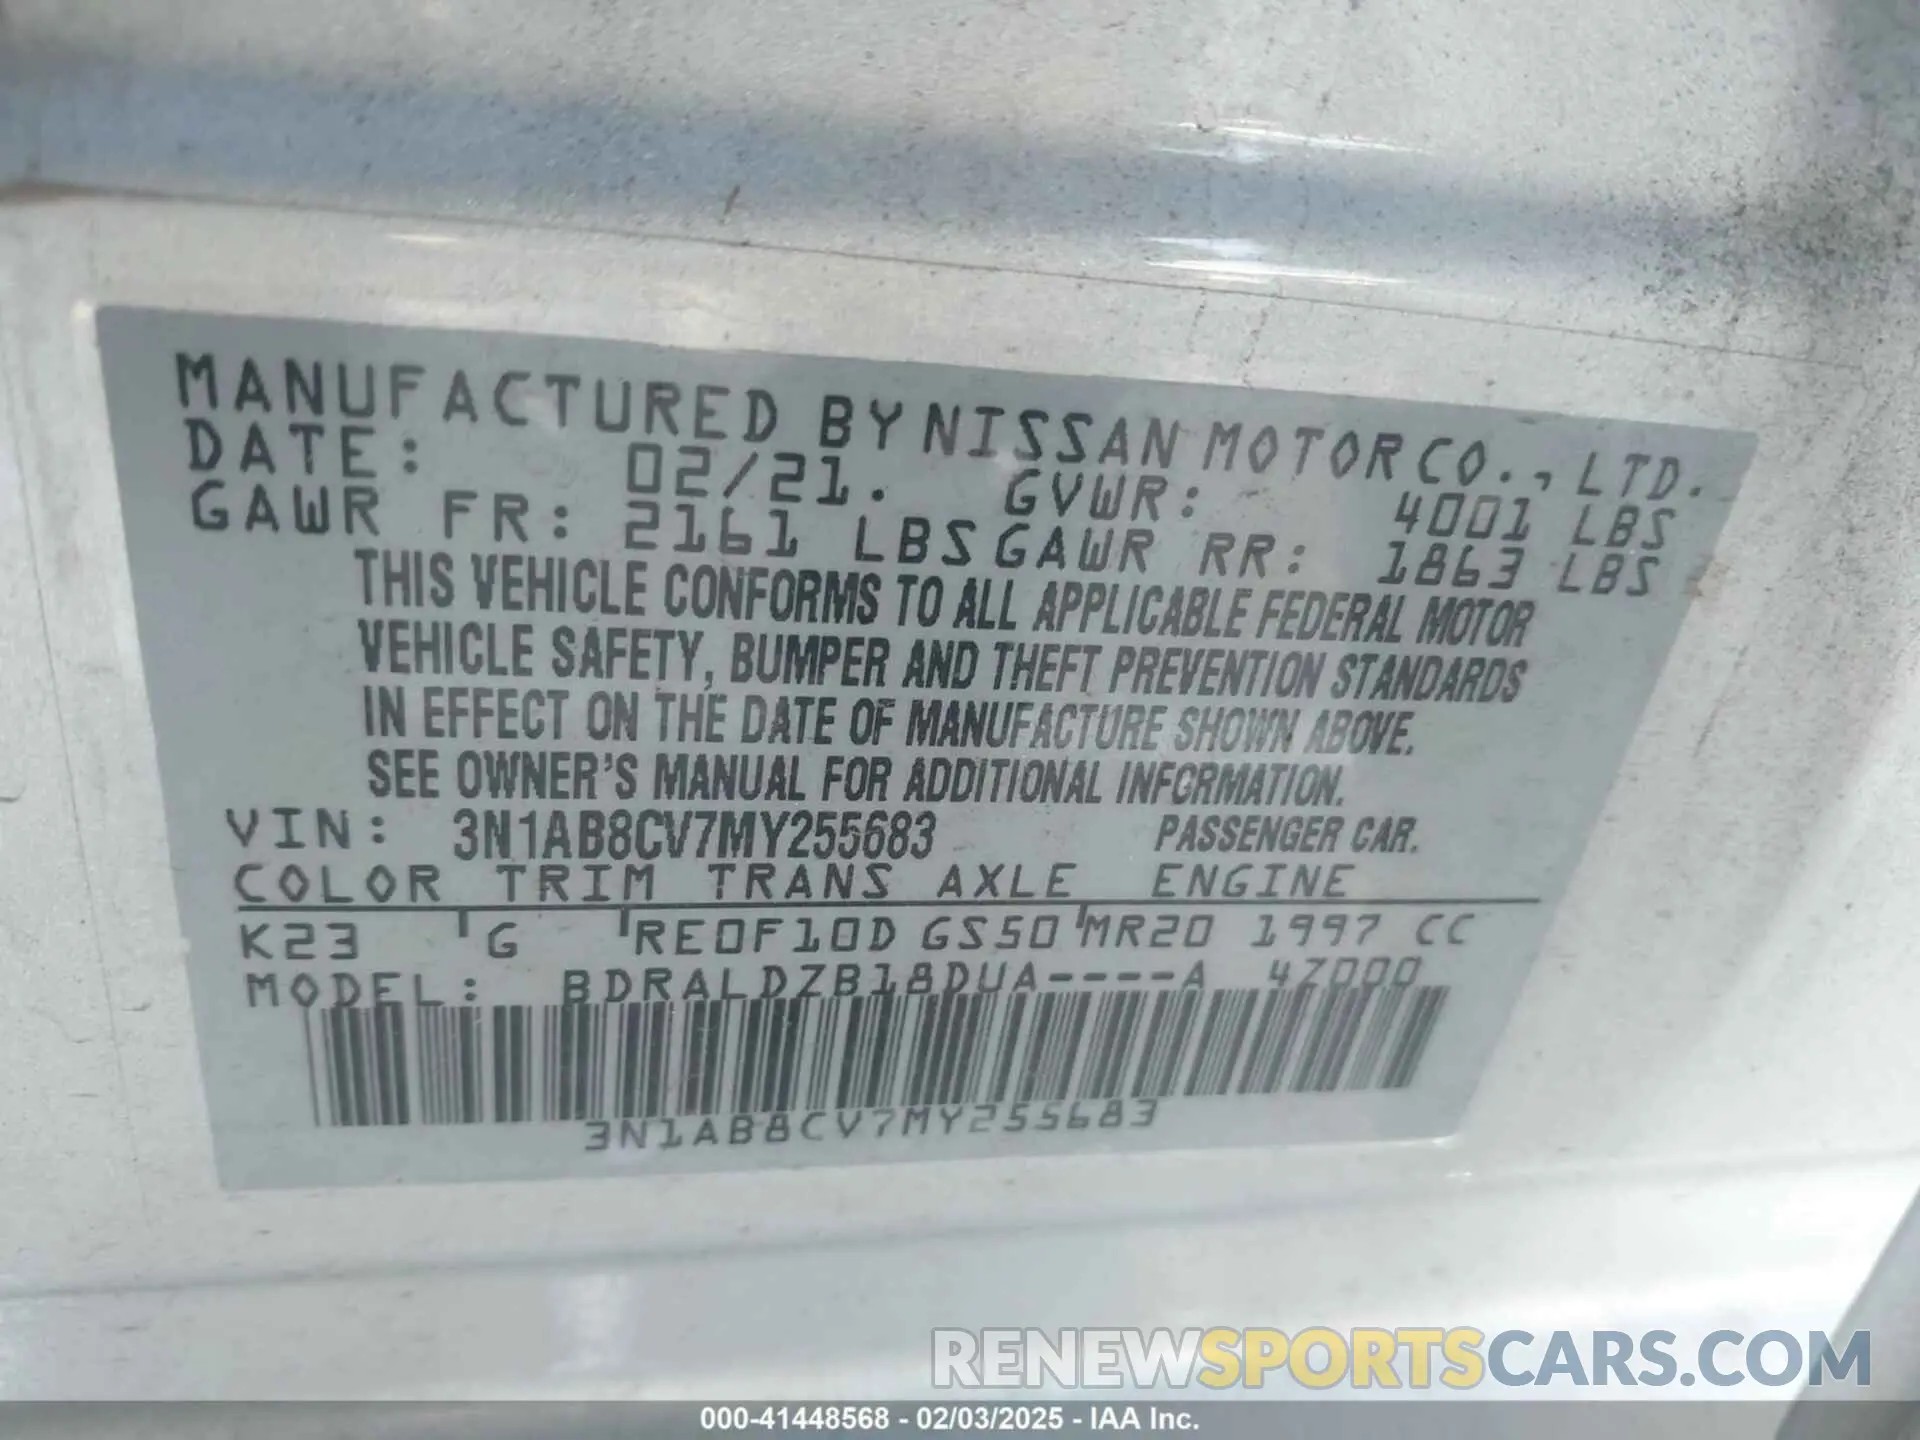 MANUFACTURED BY NISSAN MOTOR CO., LTD.
DATE: 02/21. GVWR: 4001 LBS
GAWR FR: 2161 LBS GAWR RR: 1863 LBS
THIS VEHICLE CONFORMS TO ALL APPLICABLE FEDERAL MOTOR
VEHICLE SAFETY, BUMPER AND THEFT PREVENTION STANDARDS
IN EFFECT ON THE DATE OF MANUFACTURE SHOWN ABOVE.
SEE OWNER'S MANUAL FOR ADDITIONAL INFORMATION.
VIN: 3N1AB8CV7MY255683 PASSENGER CAR.
COLOR TRIM TRANS AXLE ENGINE
K23 G RE0F10D GS50 MR20 1997 CC
MODEL: BDRALDZB18DUA----A 4Z000
3N1AB8CV7MY255683
RENEWSPORTSCARS.COM
000-41448568 - 02/03/2025 - IAA Inc.